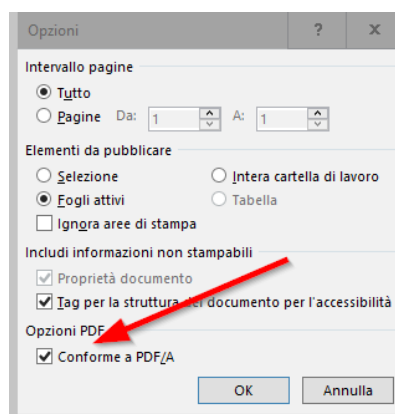 Opzioni ? x
Intervallo pagine
Tutto
Pagine Da: 1 A: 1
Elementi da pubblicare
Selezione Intera cartella di lavoro
Fogli attivi Tabella
Ignora aree di stampa
Includi informazioni non stampabili
Proprietà documento
Tag per la struttura del documento per l'accessibilità
Opzioni PDF
Conforme a PDF/A
OK Annulla